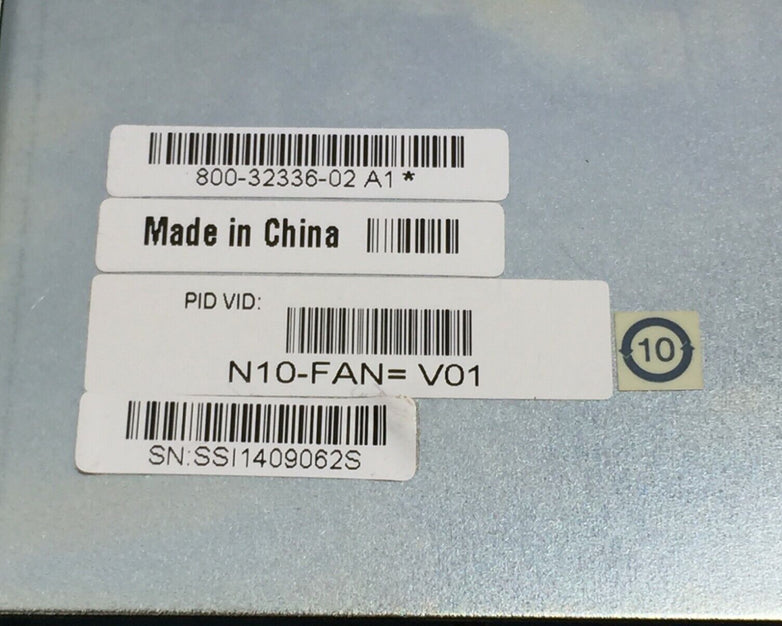 800-32336-02 A1 *
Made in China
PID VID:
N10-FAN= V01
10
SN:SSI1409062S